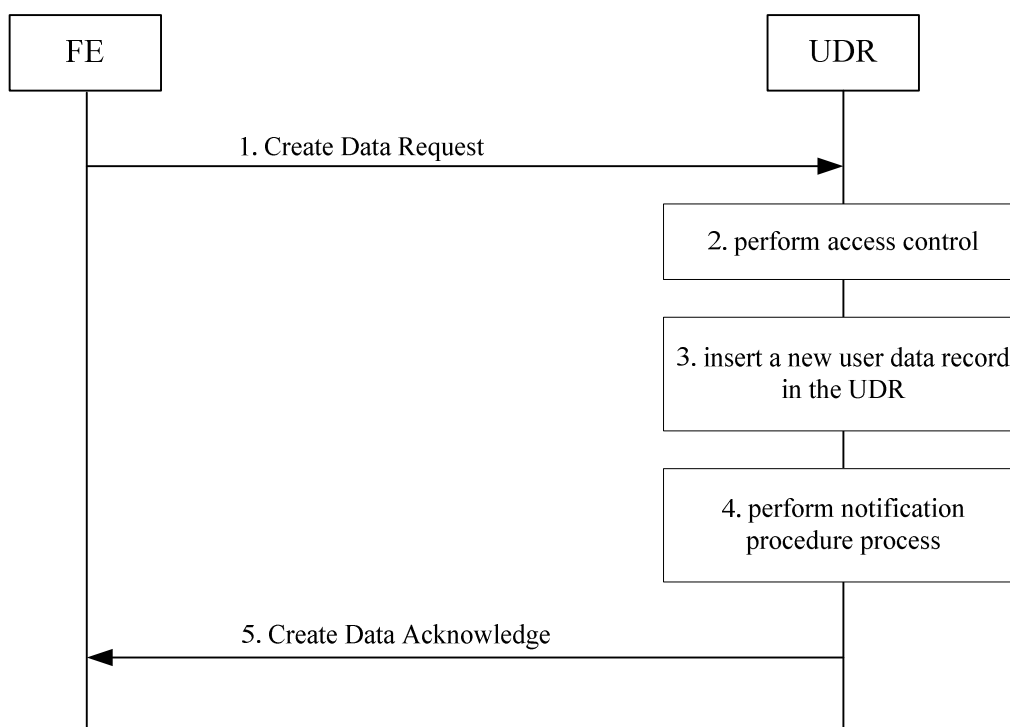 FE
UDR
1. Create Data Request
2. perform access control
3. insert a new user data record
in the UDR
4. perform notification
procedure process
5. Create Data Acknowledge